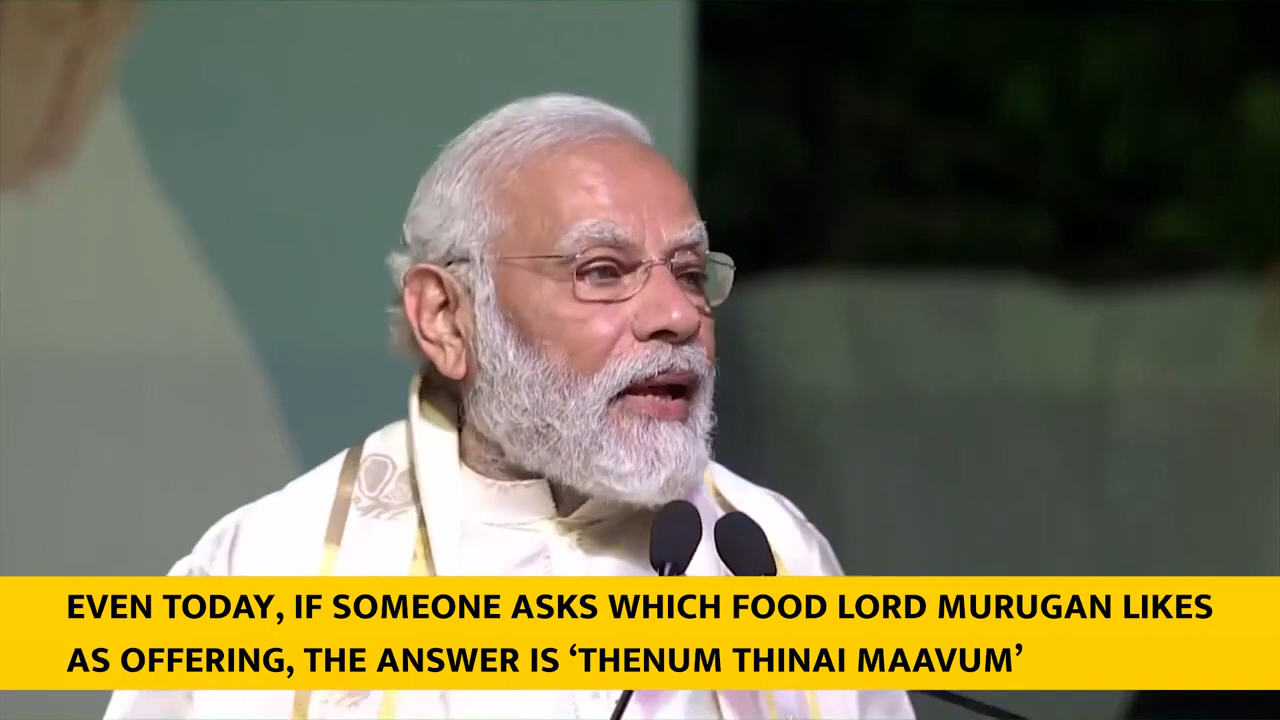 EVEN TODAY, IF SOMEONE ASKS WHICH FOOD LORD MURUGAN LIKES
AS OFFERING, THE ANSWER IS ‘THENUM THINAI MAAVUM’